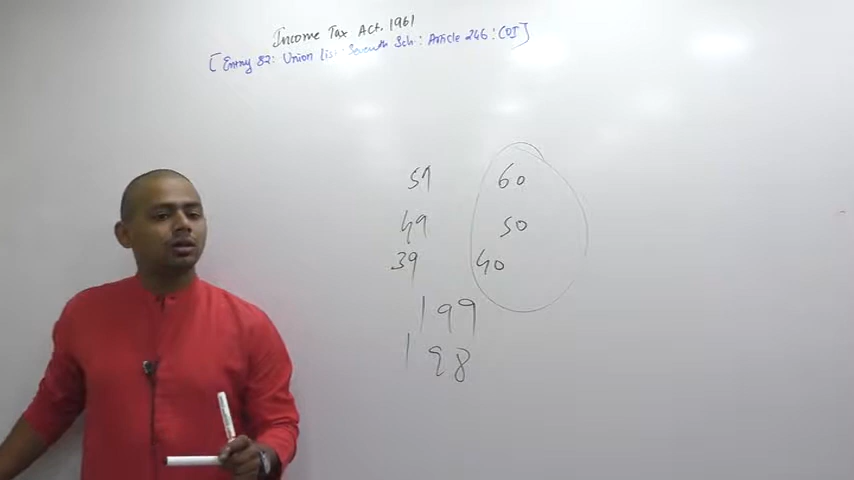 Income Tax Act, 1961
[Entry 82: Union List: Seventh Sch: Article 246: COI]
59 60
49 50
39 40
199
198